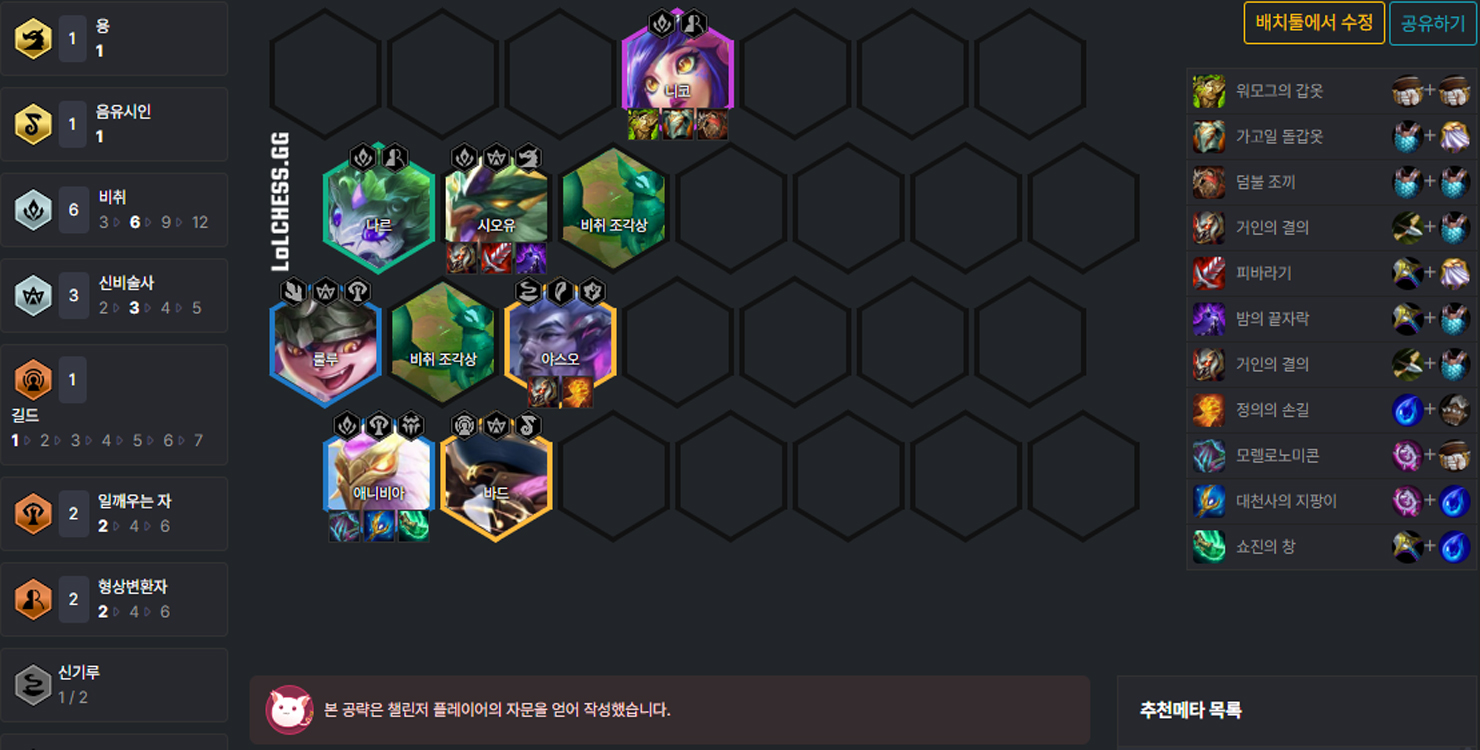 용
1
1
음유시인
1
1
비취
6
3 6 9 12
신비술사
3
2 3 4 5
1
길드
1 2 3 4 5 6 7
일깨우는 자
2
2 4 6
형상변환자
2
2 4 6
신기루
1 / 2
LoLCHESS.GG
니코
나르
시오유
비취 조각상
룰루
비취 조각상
야스오
애니비아
바드
본 공략은 챌린저 플레이어의 자문을 얻어 작성했습니다.
배치툴에서 수정
공유하기
워모그의 갑옷 +
가고일 돌갑옷 +
덤불 조끼 +
거인의 결의 +
피바라기 +
밤의 끝자락 +
거인의 결의 +
정의의 손길 +
모렐로노미콘 +
대천사의 지팡이 +
쇼진의 창 +
추천메타 목록